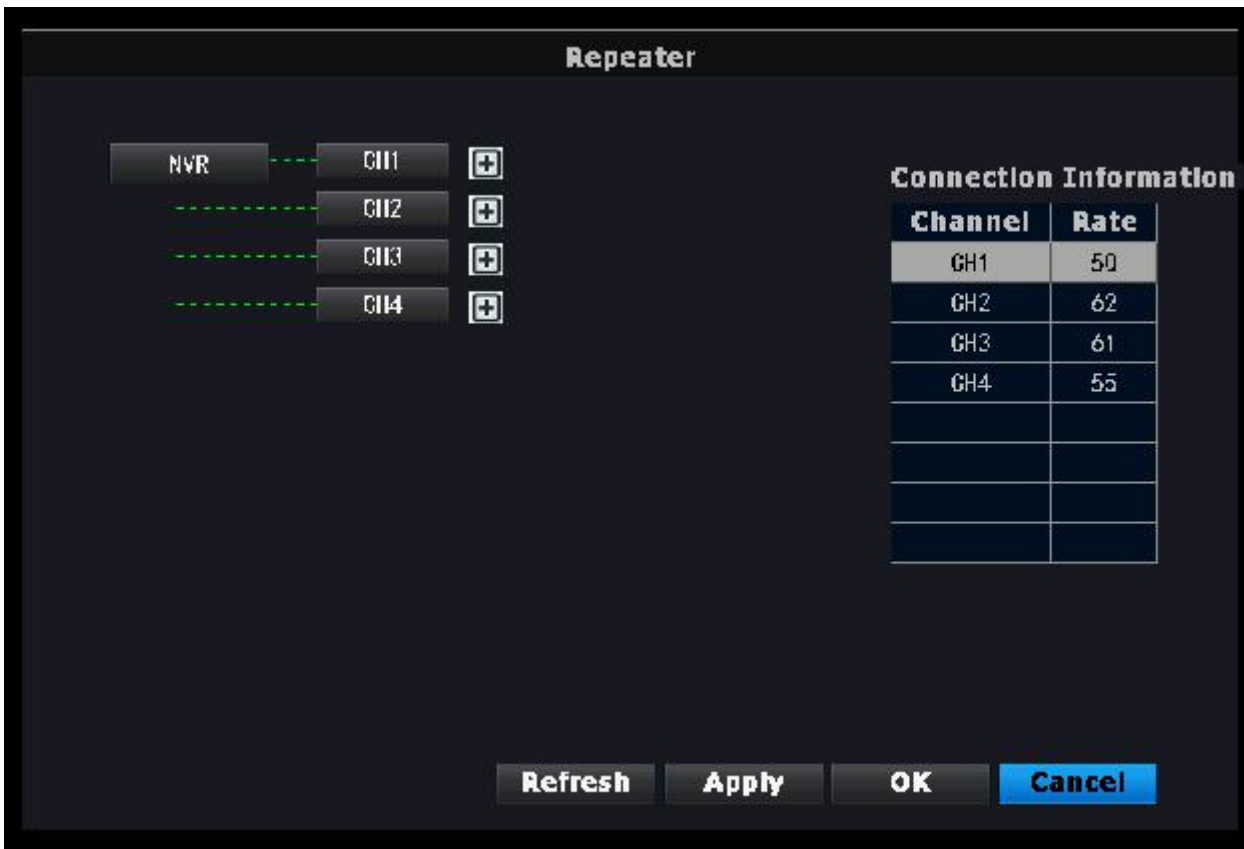 Repeater
NVR CH1
CH2
CH3
CH4
Connection Information
Channel Rate
CH1 50
CH2 62
CH3 61
CH4 55
Refresh Apply OK Cancel